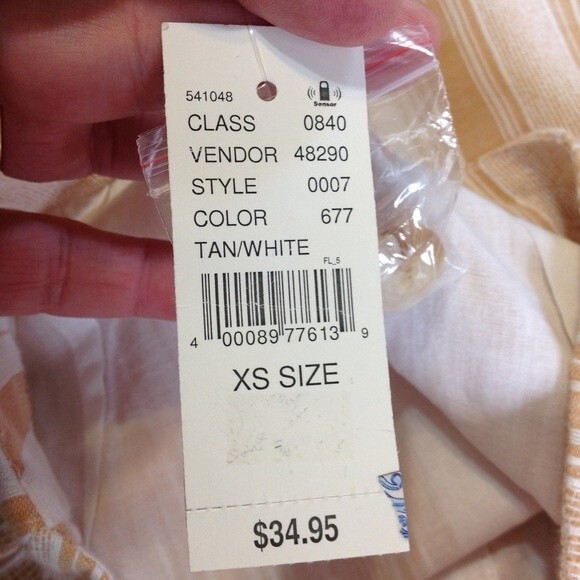 541048
Sensor
CLASS 0840
VENDOR 48290
STYLE 0007
COLOR 677
TAN/WHITE
FL_5
4 00089 77613 9
XS SIZE
$34.95